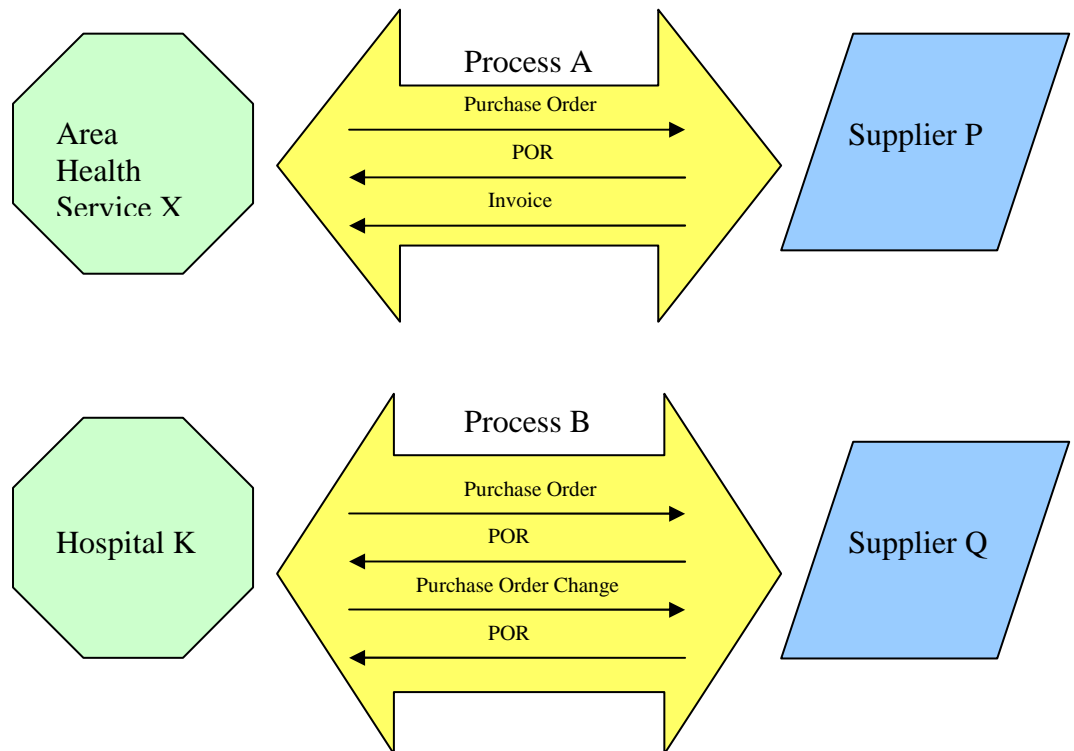 Process A
Purchase Order
Area
Health
Service X
Supplier P
POR
Invoice
Process B
Purchase Order
Hospital K
POR
Supplier Q
Purchase Order Change
POR